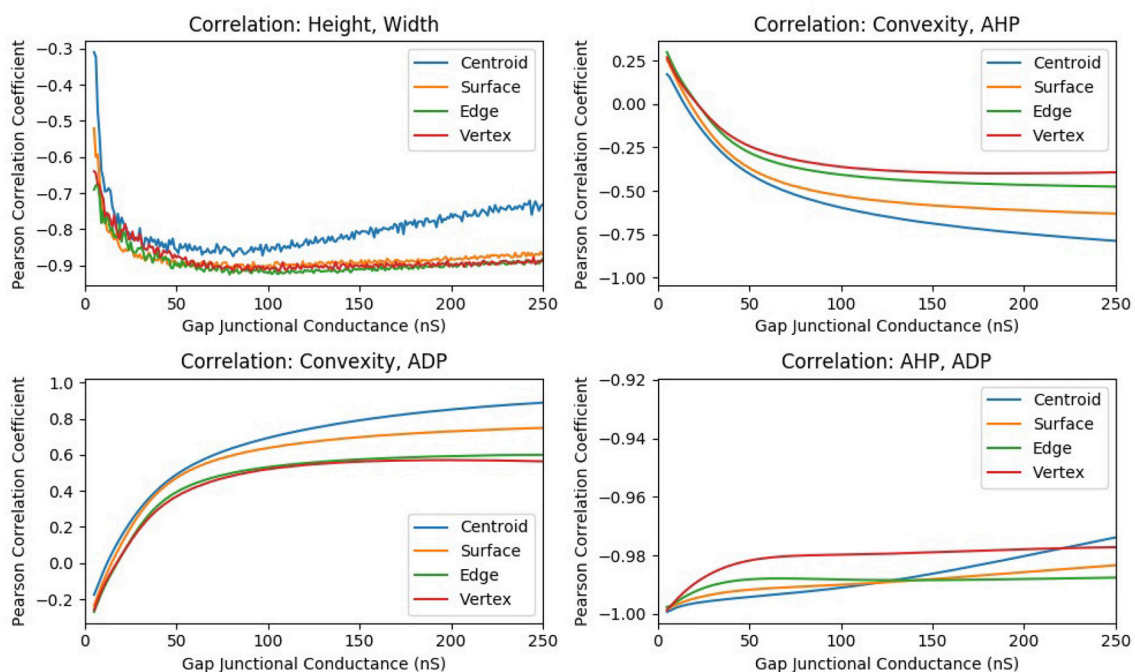 Correlation: Height, Width
Pearson Correlation Coefficient
−0.3
−0.4
−0.5
−0.6
−0.7
−0.8
−0.9
Centroid
Surface
Edge
Vertex
0 50 100 150 200 250
Gap Junctional Conductance (nS)
Correlation: Convexity, AHP
Pearson Correlation Coefficient
0.25
0.00
−0.25
−0.50
−0.75
−1.00
Centroid
Surface
Edge
Vertex
0 50 100 150 200 250
Gap Junctional Conductance (nS)
Correlation: Convexity, ADP
Pearson Correlation Coefficient
1.0
0.8
0.6
0.4
0.2
0.0
−0.2
Centroid
Surface
Edge
Vertex
0 50 100 150 200 250
Gap Junctional Conductance (nS)
Correlation: AHP, ADP
Pearson Correlation Coefficient
−0.92
−0.94
−0.96
−0.98
−1.00
Centroid
Surface
Edge
Vertex
0 50 100 150 200 250
Gap Junctional Conductance (nS)